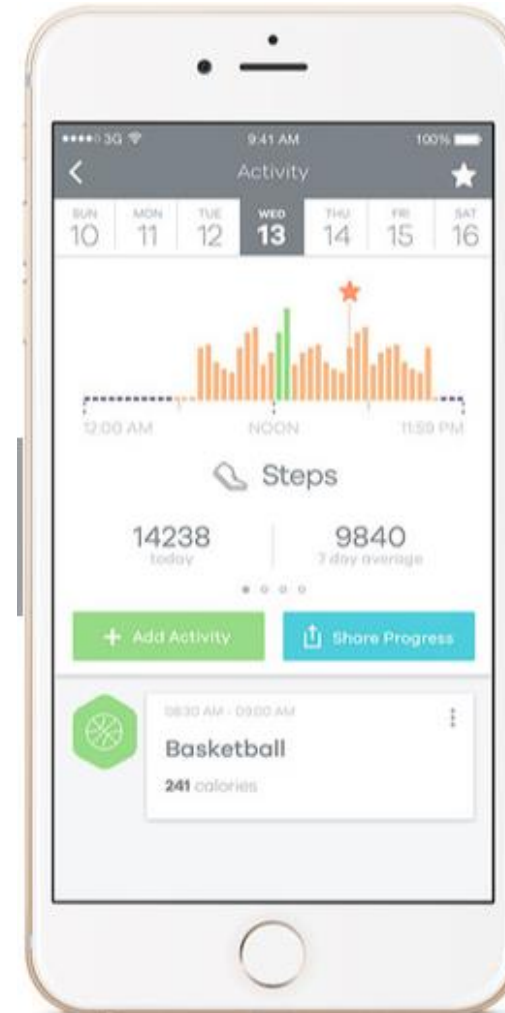 3G 9:41 AM 100%
Activity
SUN MON TUE WED THU FRI SAT
10 11 12 13 14 15 16
12:00 AM NOON 11:59 PM
Steps
14238 9840
today 7 day average
+ Add Activity Share Progress
08:30 AM - 09:00 AM
Basketball
241 calories